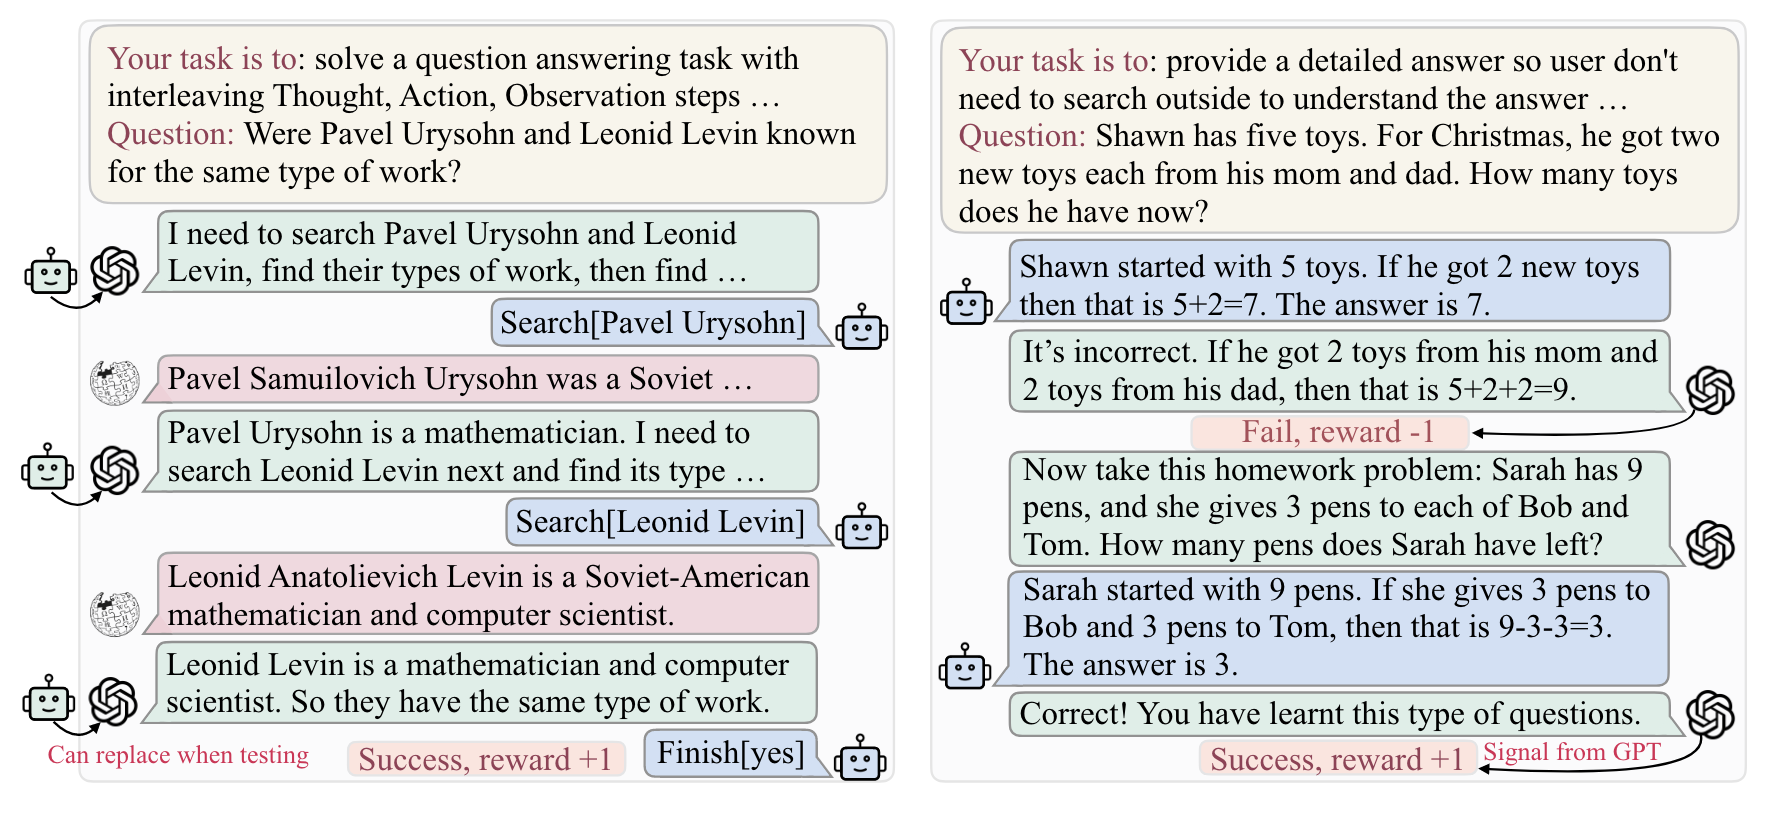 Your task is to: solve a question answering task with
interleaving Thought, Action, Observation steps …
Question: Were Pavel Urysohn and Leonid Levin known
for the same type of work?
I need to search Pavel Urysohn and Leonid
Levin, find their types of work, then find …
Search[Pavel Urysohn]
Pavel Samuilovich Urysohn was a Soviet …
Pavel Urysohn is a mathematician. I need to
search Leonid Levin next and find its type …
Search[Leonid Levin]
Leonid Anatolievich Levin is a Soviet-American
mathematician and computer scientist.
Leonid Levin is a mathematician and computer
scientist. So they have the same type of work.
Can replace when testing
Success, reward +1
Finish[yes]
Your task is to: provide a detailed answer so user don't
need to search outside to understand the answer …
Question: Shawn has five toys. For Christmas, he got two
new toys each from his mom and dad. How many toys
does he have now?
Shawn started with 5 toys. If he got 2 new toys
then that is 5+2=7. The answer is 7.
It’s incorrect. If he got 2 toys from his mom and
2 toys from his dad, then that is 5+2+2=9.
Fail, reward -1
Now take this homework problem: Sarah has 9
pens, and she gives 3 pens to each of Bob and
Tom. How many pens does Sarah have left?
Sarah started with 9 pens. If she gives 3 pens to
Bob and 3 pens to Tom, then that is 9-3-3=3.
The answer is 3.
Correct! You have learnt this type of questions.
Success, reward +1
Signal from GPT